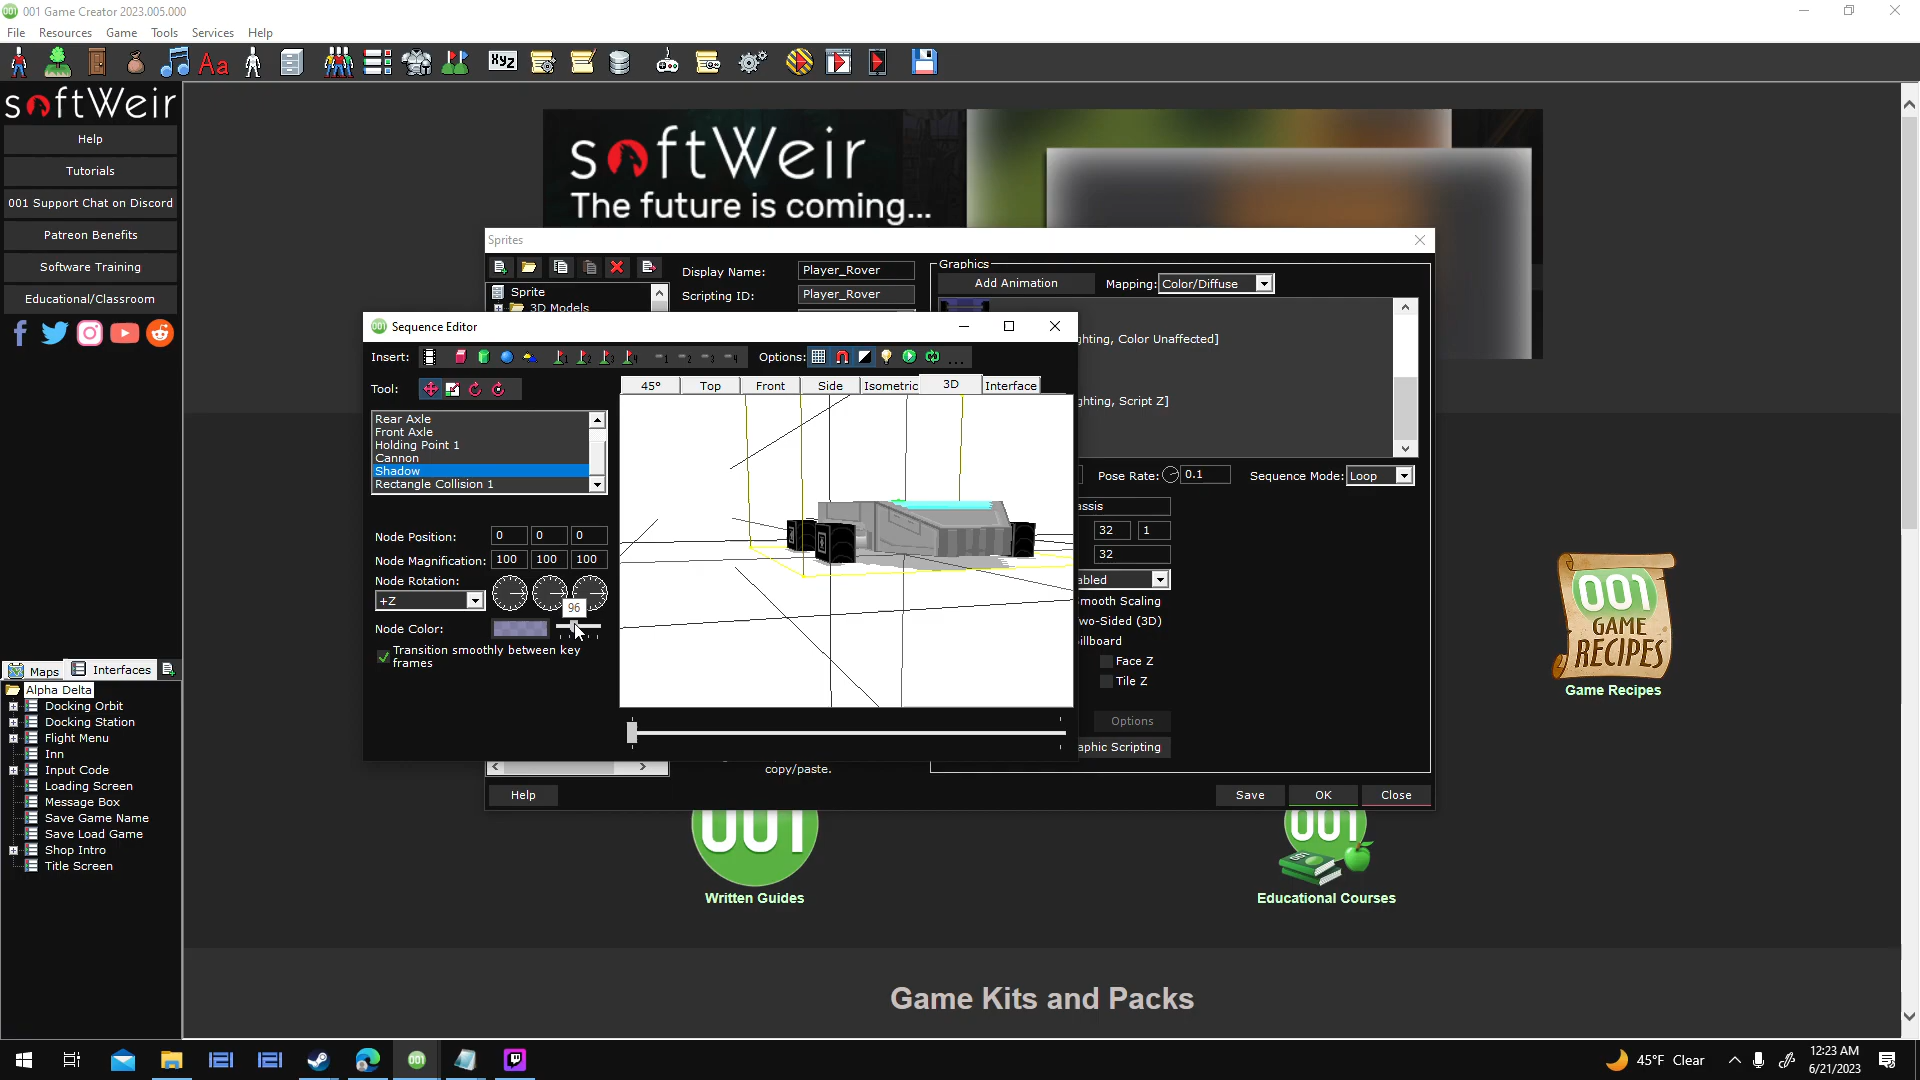 001 Game Creator 2023.005.000
File Resources Game Tools Services Help
Aa
xyz
softWeir
Help
Tutorials
001 Support Chat on Discord
Patreon Benefits
Software Training
Educational/Classroom
softWeir
The future is coming...
Sprites
Display Name: Player_Rover
Scripting ID: Player_Rover
Sprite
3D Models
Graphics
Add Animation Mapping: Color/Diffuse
ghting, Color Unaffected]
ghting, Script Z]
Pose Rate: 0.1 Sequence Mode: Loop
assis
32 1
32
abled
mooth Scaling
wo-Sided (3D)
illboard
Face Z
Tile Z
Options
aphic Scripting
copy/paste.
Help Save OK Close
Sequence Editor
Insert: Options: ...
Tool:
45° Top Front Side Isometric 3D Interface
Rear Axle
Front Axle
Holding Point 1
Cannon
Shadow
Rectangle Collision 1
Node Position: 0 0 0
Node Magnification: 100 100 100
Node Rotation:
+Z
96
Node Color:
Transition smoothly between key
frames
Maps Interfaces
Alpha Delta
Docking Orbit
Docking Station
Flight Menu
Inn
Input Code
Loading Screen
Message Box
Save Game Name
Save Load Game
Shop Intro
Title Screen
001
GAME
RECIPES
Game Recipes
001
Written Guides
001
Educational Courses
Game Kits and Packs
45°F Clear
12:23 AM
6/21/2023